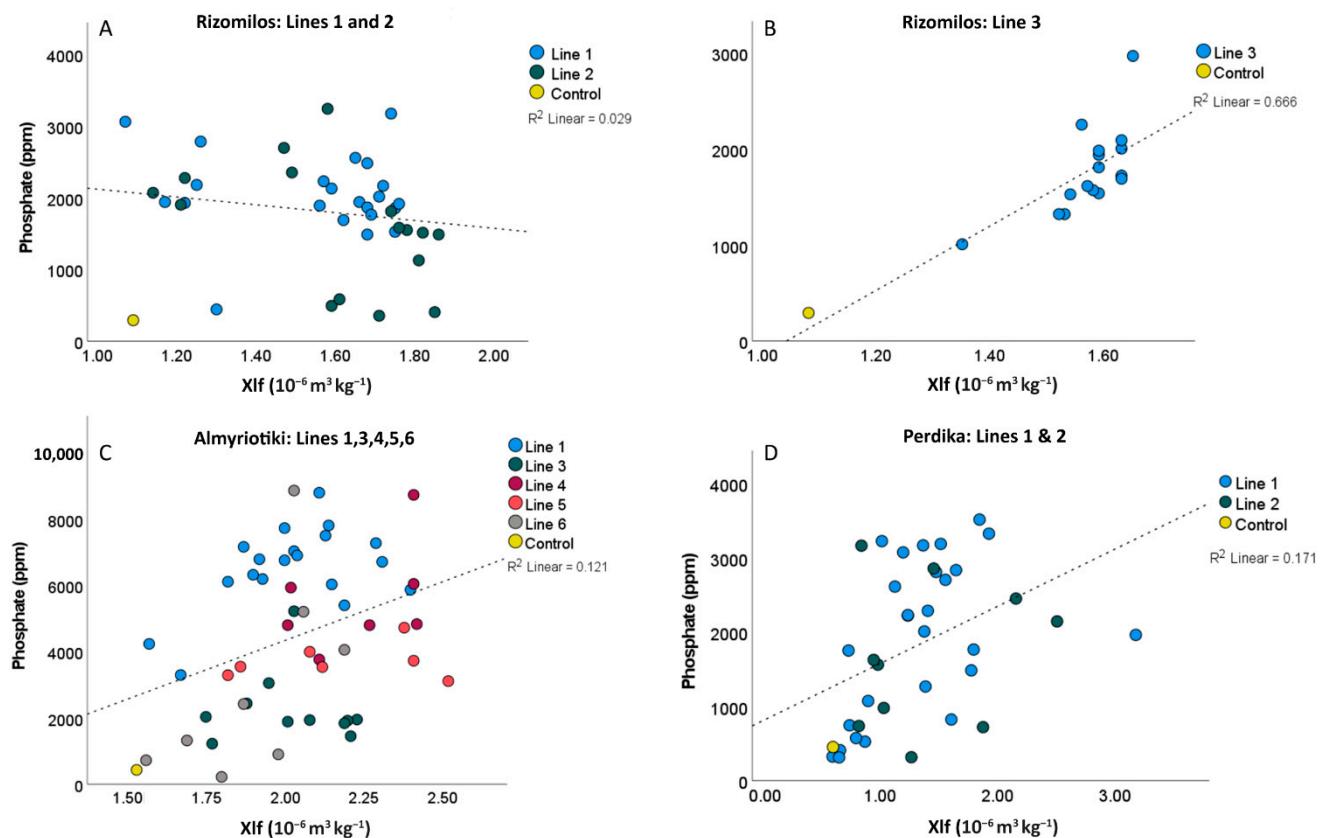 A
Rizomilos: Lines 1 and 2
4000
3000
2000
1000
0
Phosphate (ppm)
1.00 1.20 1.40 1.60 1.80 2.00
Xlf (10⁻⁶ m³ kg⁻¹)
Line 1
Line 2
Control
R² Linear = 0.029
B
Rizomilos: Line 3
3000
2000
1000
0
Phosphate (ppm)
1.00 1.20 1.40 1.60
Xlf (10⁻⁶ m³ kg⁻¹)
Line 3
Control
R² Linear = 0.666
C
Almyriotiki: Lines 1,3,4,5,6
10,000
8000
6000
4000
2000
0
Phosphate (ppm)
1.50 1.75 2.00 2.25 2.50
Xlf (10⁻⁶ m³ kg⁻¹)
Line 1
Line 3
Line 4
Line 5
Line 6
Control
R² Linear = 0.121
D
Perdika: Lines 1 & 2
4000
3000
2000
1000
0
Phosphate (ppm)
0.00 1.00 2.00 3.00
Xlf (10⁻⁶ m³ kg⁻¹)
Line 1
Line 2
Control
R² Linear = 0.171